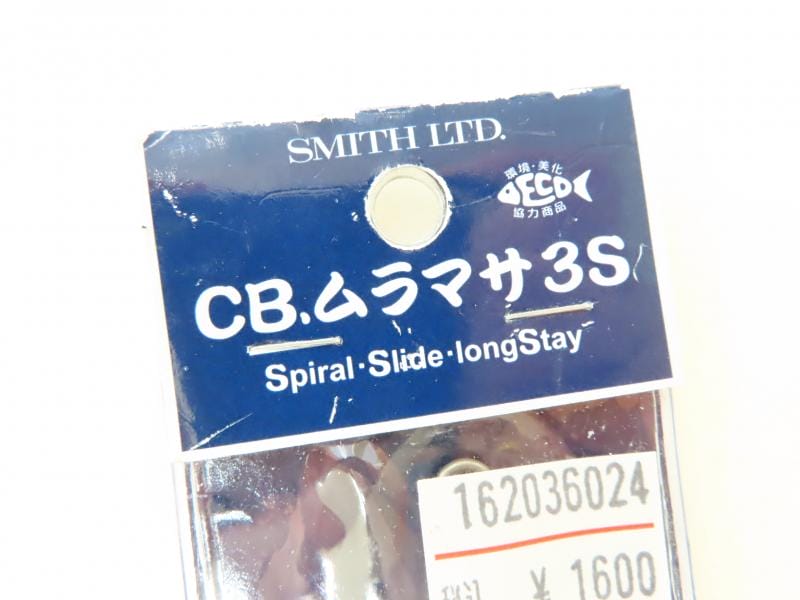 SMITH LTD.
環境・美化
ECO
協力商品
CB.ムラマサ3S
Spiral・Slide・longStay
162036024
税込 ¥ 1600